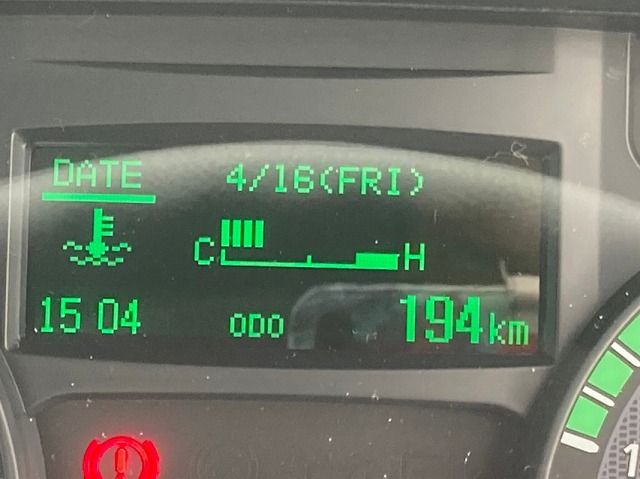 DATE 4/16(FRI)
C H
15 04 ODO 194km